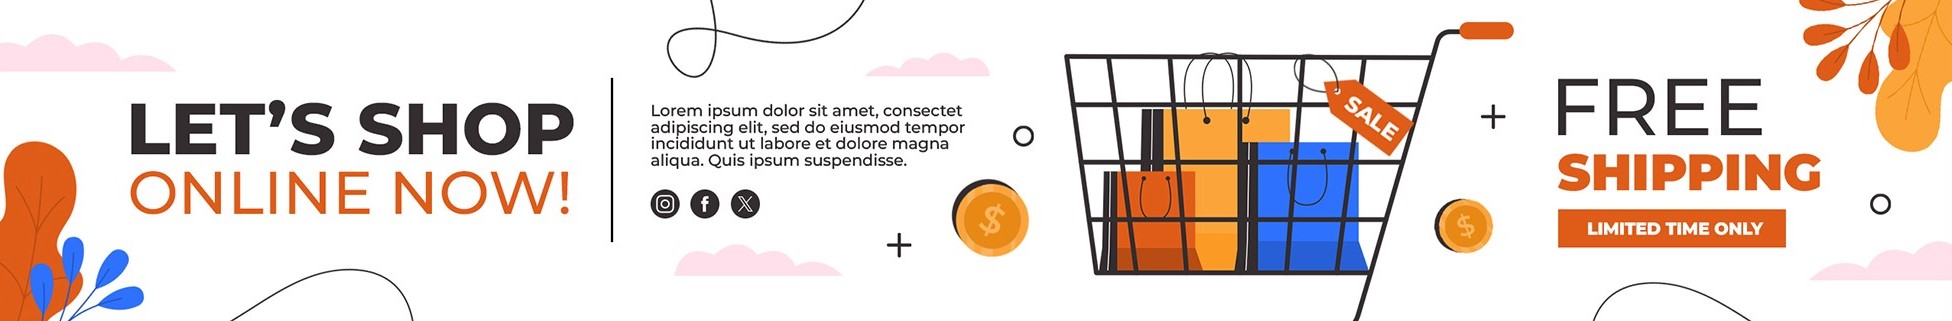 LET'S SHOP
ONLINE NOW!
Lorem ipsum dolor sit amet, consectet
adipiscing elit, sed do eiusmod tempor
incididunt ut labore et dolore magna
aliqua. Quis ipsum suspendisse.
$
SALE
$
FREE
SHIPPING
LIMITED TIME ONLY